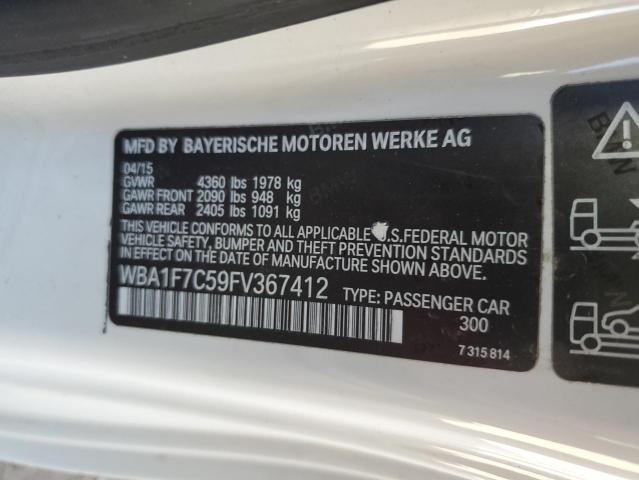 MFD BY BAYERISCHE MOTOREN WERKE AG
04/15
GVWR 4360 lbs 1978 kg
GAWR FRONT 2090 lbs 948 kg
GAWR REAR 2405 lbs 1091 kg
THIS VEHICLE CONFORMS TO ALL APPLICABLE U.S.FEDERAL MOTOR
VEHICLE SAFETY, BUMPER AND THEFT PREVENTION STANDARDS
IN EFFECT ON THE DATE OF MANUFACTURE SHOWN ABOVE.
WBA1F7C59FV367412 TYPE: PASSENGER CAR
300
7 315 814